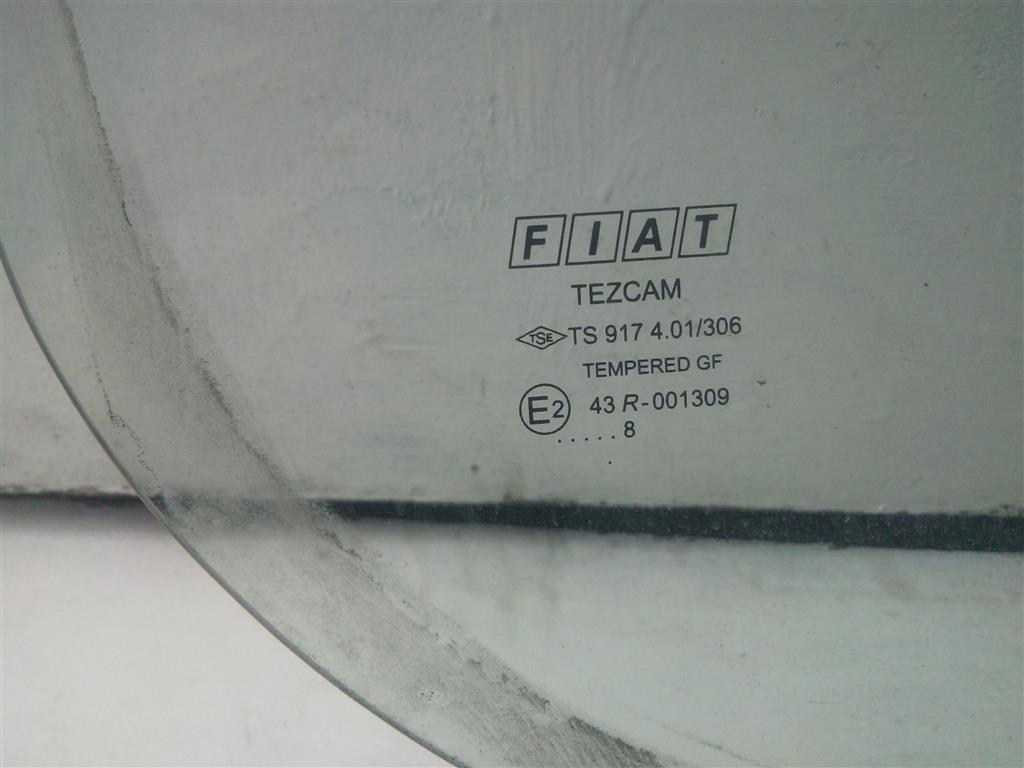 FIAT
TEZCAM
TSE TS 917 4.01/306
TEMPERED GF
E2 43 R-001309
.....8
.